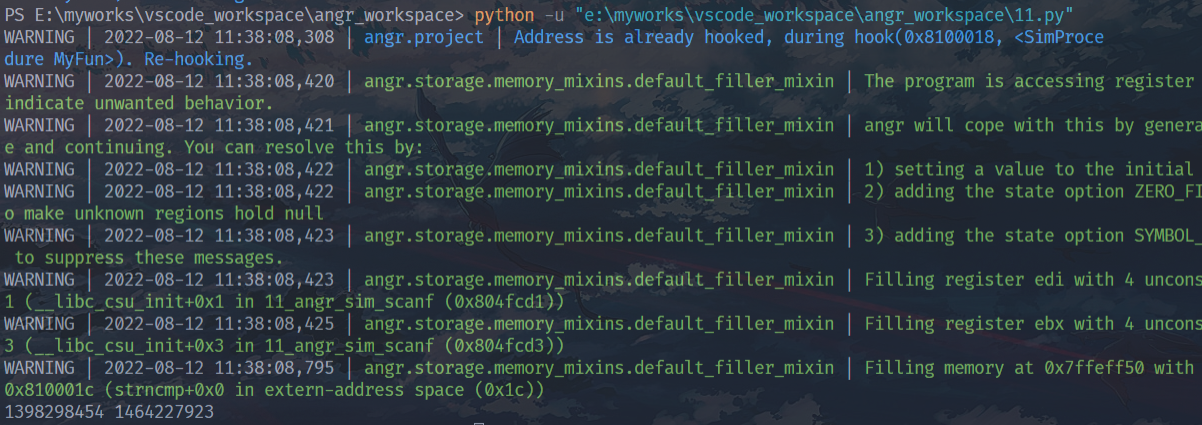 PS E:\myworks\vscode_workspace\angr_workspace> python -u "e:\myworks\vscode_workspace\angr_workspace\11.py"
WARNING | 2022-08-12 11:38:08,308 | angr.project | Address is already hooked, during hook(0x8100018, <SimProce
dure MyFun>). Re-hooking.
WARNING | 2022-08-12 11:38:08,420 | angr.storage.memory_mixins.default_filler_mixin | The program is accessing register
indicate unwanted behavior.
WARNING | 2022-08-12 11:38:08,421 | angr.storage.memory_mixins.default_filler_mixin | angr will cope with this by genera
e and continuing. You can resolve this by:
WARNING | 2022-08-12 11:38:08,422 | angr.storage.memory_mixins.default_filler_mixin | 1) setting a value to the initial
WARNING | 2022-08-12 11:38:08,422 | angr.storage.memory_mixins.default_filler_mixin | 2) adding the state option ZERO_FI
o make unknown regions hold null
WARNING | 2022-08-12 11:38:08,423 | angr.storage.memory_mixins.default_filler_mixin | 3) adding the state option SYMBOL_
to suppress these messages.
WARNING | 2022-08-12 11:38:08,423 | angr.storage.memory_mixins.default_filler_mixin | Filling register edi with 4 uncons
1 (__libc_csu_init+0x1 in 11_angr_sim_scanf (0x804fcd1))
WARNING | 2022-08-12 11:38:08,425 | angr.storage.memory_mixins.default_filler_mixin | Filling register ebx with 4 uncons
3 (__libc_csu_init+0x3 in 11_angr_sim_scanf (0x804fcd3))
WARNING | 2022-08-12 11:38:08,795 | angr.storage.memory_mixins.default_filler_mixin | Filling memory at 0x7ffeff50 with
0x810001c (strncmp+0x0 in extern-address space (0x1c))
1398298454 1464227923